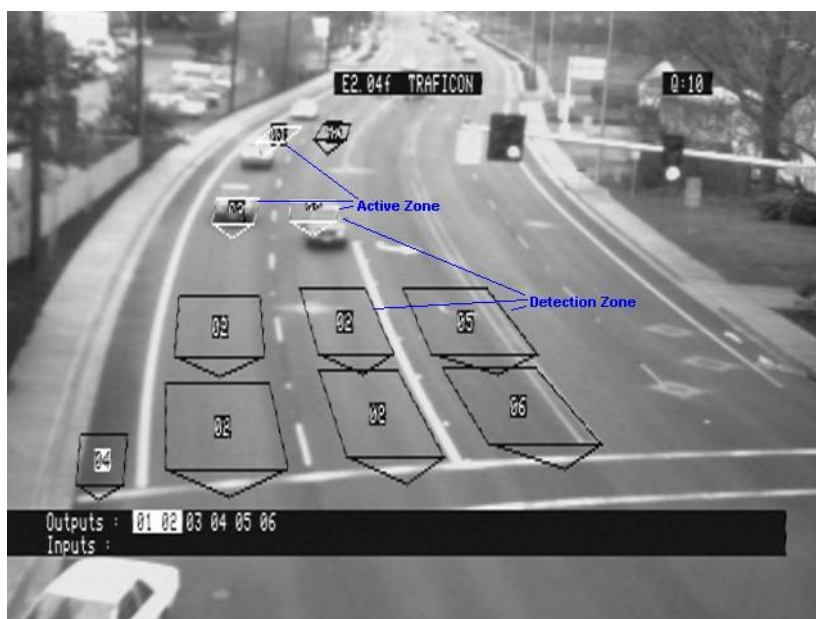 E2.04f TRAFICON
Q:10
Active Zone
Detection Zone
02
02
05
02
02
06
04
Outputs : 01 02 03 04 05 06
Inputs :